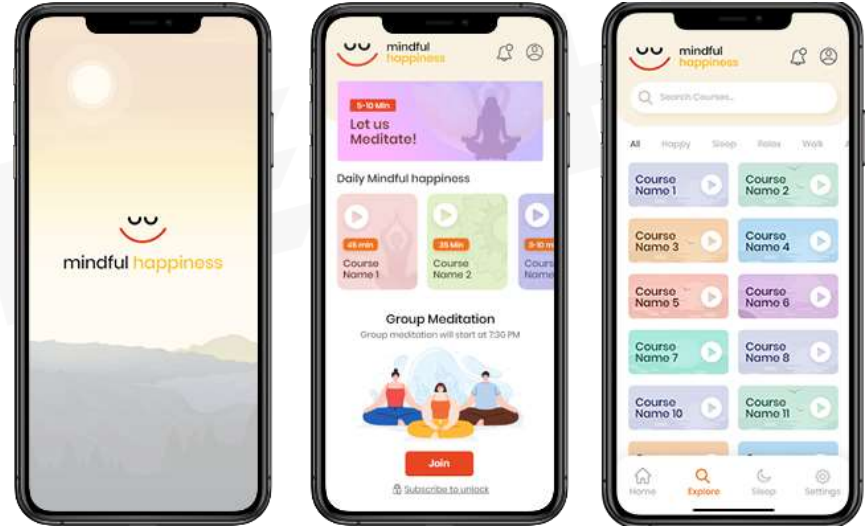 mindful happiness
mindful
happiness
5-10 Min
Let us
Meditate!
Daily Mindful happiness
45 min
Course
Name 1
35 Min
Course
Name 2
5-10 m
Cours
Name
Group Meditation
Group meditation will start at 7:30 PM
Join
Subscribe to unlock
mindful
happiness
Search Courses..
All Happy Sleep Relax Walk A
Course
Name 1
Course
Name 2
Course
Name 3
Course
Name 4
Course
Name 5
Course
Name 6
Course
Name 7
Course
Name 8
Course
Name 10
Course
Name 11
Home Explore Sleep Settings